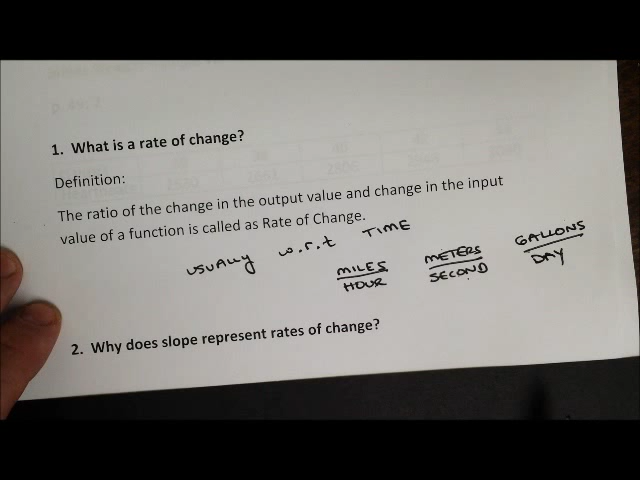 1. What is a rate of change?
Definition:
The ratio of the change in the output value and change in the input
value of a function is called as Rate of Change.
USUALLY w.r.t TIME
MILES
HOUR
METERS
SECOND
GALLONS
DAY
2. Why does slope represent rates of change?